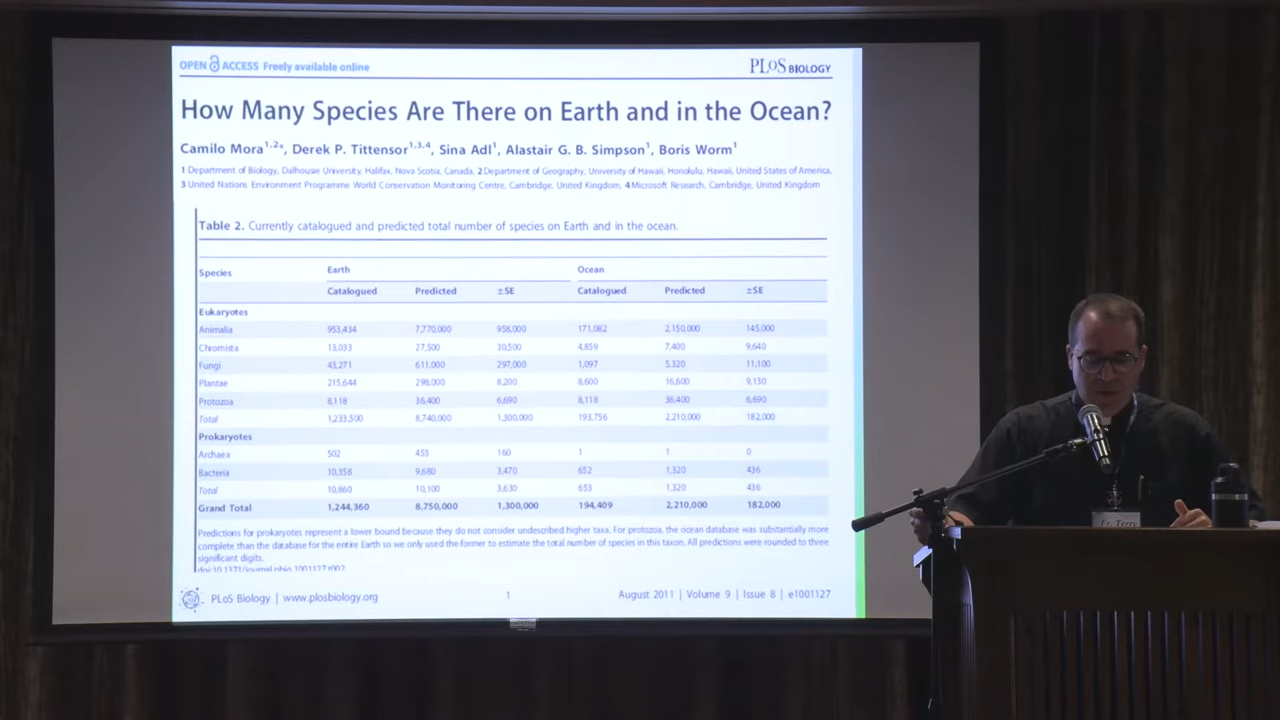 OPEN ACCESS Freely available online
PLoS BIOLOGY
How Many Species Are There on Earth and in the Ocean?
Camilo Mora1,2*, Derek P. Tittensor1,3,4, Sina Adl1, Alastair G. B. Simpson1, Boris Worm1
1 Department of Biology, Dalhousie University, Halifax, Nova Scotia, Canada, 2 Department of Geography, University of Hawaii, Honolulu, Hawaii, United States of America,
3 United Nations Environment Programme World Conservation Monitoring Centre, Cambridge, United Kingdom, 4 Microsoft Research, Cambridge, United Kingdom
Table 2. Currently catalogued and predicted total number of species on Earth and in the ocean.
Species Earth Ocean
Catalogued Predicted ±SE Catalogued Predicted ±SE
Eukaryotes
Animalia 953,434 7,770,000 958,000 171,082 2,150,000 145,000
Chromista 13,033 27,500 30,500 4,859 7,400 9,640
Fungi 43,271 611,000 297,000 1,097 5,320 11,100
Plantae 215,644 298,000 8,200 8,600 16,600 9,130
Protozoa 8,118 36,400 6,690 8,118 36,400 6,690
Total 1,233,500 8,740,000 1,300,000 193,756 2,210,000 182,000
Prokaryotes
Archaea 502 455 160 1 1 0
Bacteria 10,358 9,680 3,470 652 1,320 436
Total 10,860 10,100 3,630 653 1,320 436
Grand Total 1,244,360 8,750,000 1,300,000 194,409 2,210,000 182,000
Predictions for prokaryotes represent a lower bound because they do not consider undescribed higher taxa. For protozoa, the ocean database was substantially more
complete than the database for the entire Earth so we only used the former to estimate the total number of species in this taxon. All predictions were rounded to three
significant digits.
doi:10.1371/journal.pbio.1001127.t002
PLoS Biology | www.plosbiology.org
1
August 2011 | Volume 9 | Issue 8 | e1001127
Fr. Terry